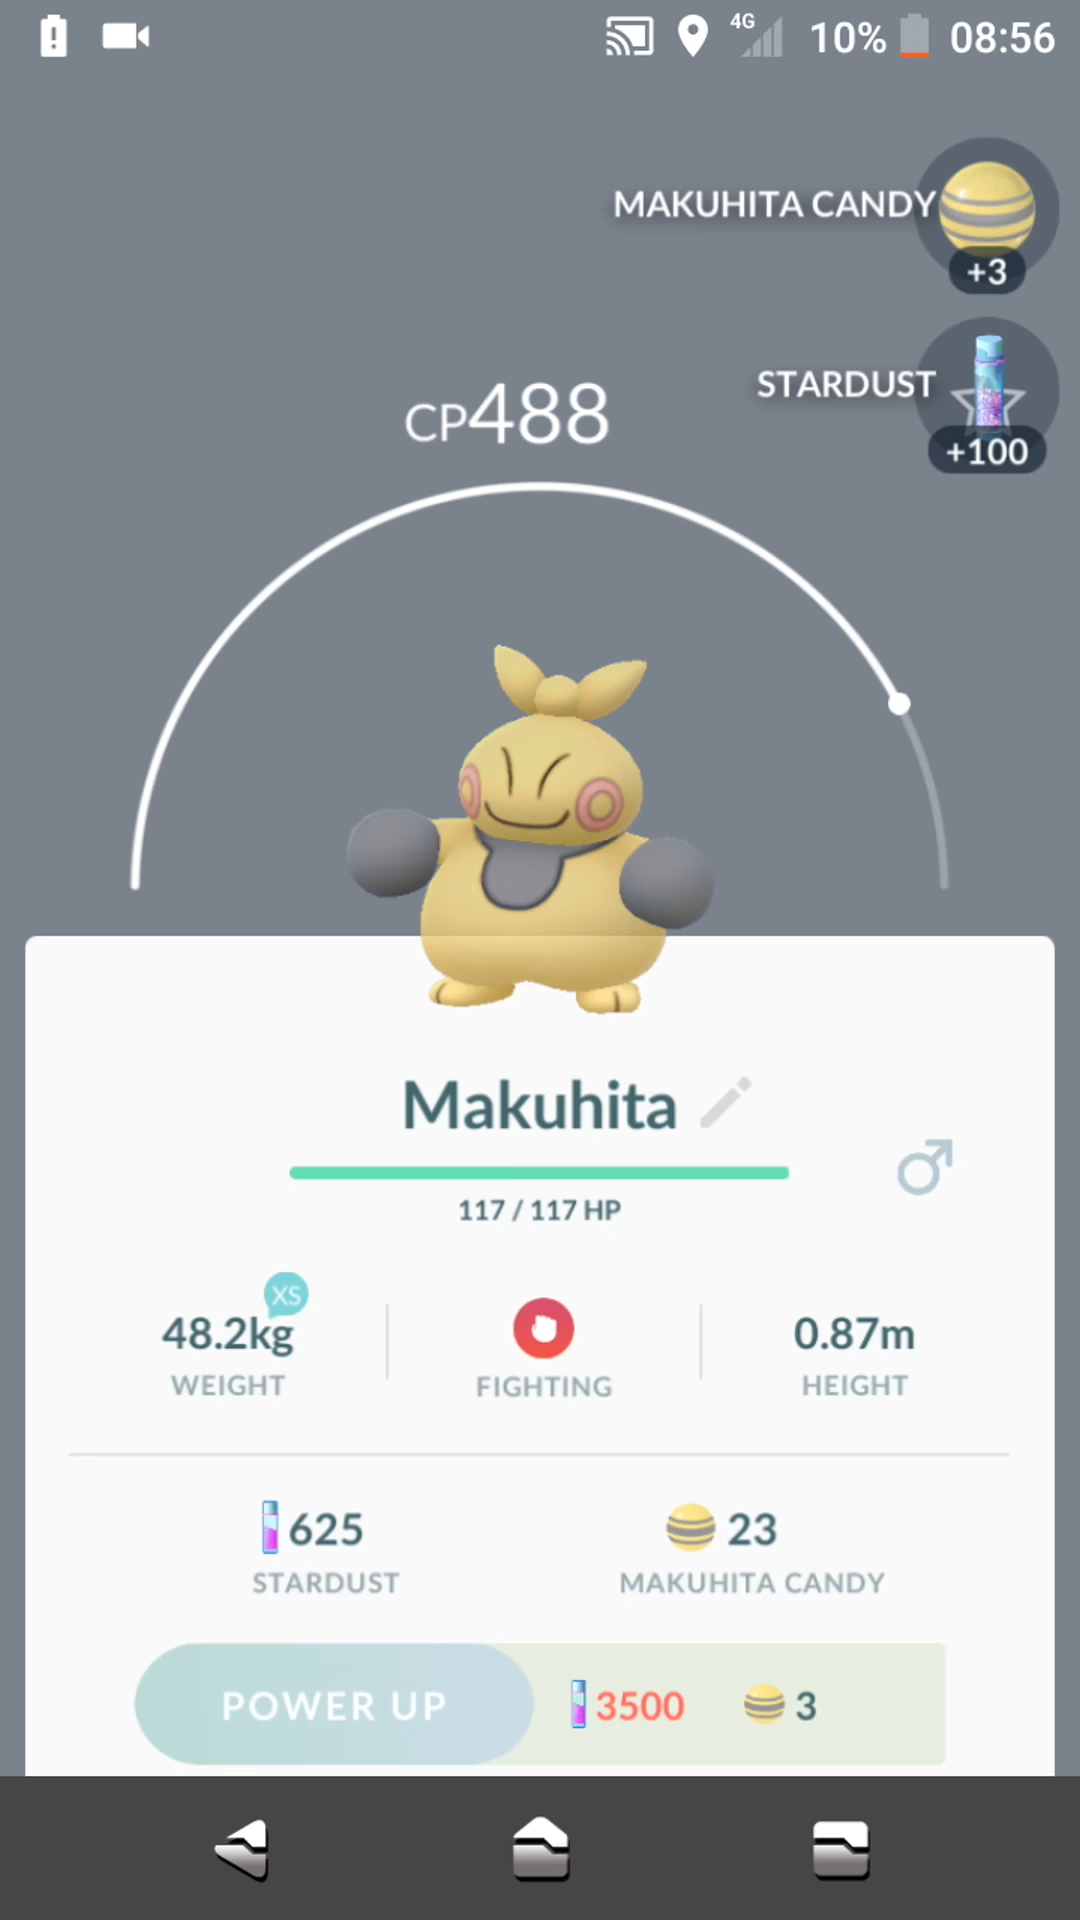 4G 10% 08:56
MAKUHITA CANDY
+3
STARDUST
+100
CP488
Makuhita
117 / 117 HP
XS
48.2kg
WEIGHT
FIGHTING
0.87m
HEIGHT
625
STARDUST
23
MAKUHITA CANDY
POWER UP 3500 3